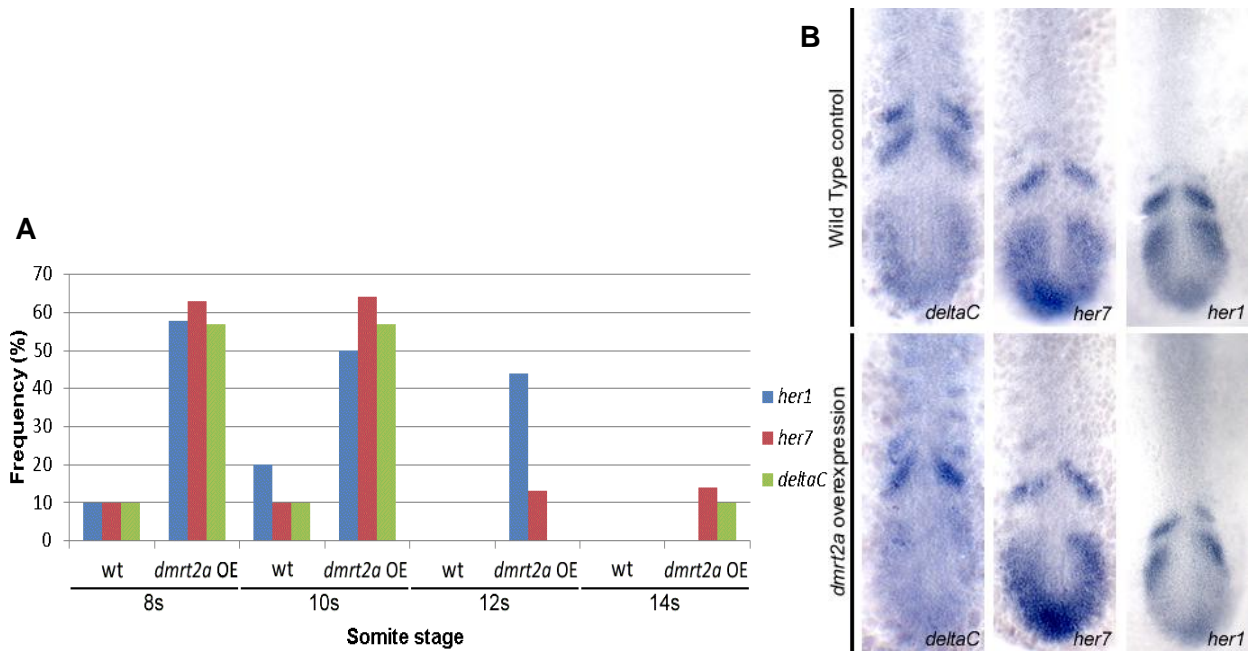 A
Frequency (%)
70
60
50
40
30
20
10
0
wt
dmrt2a OE
wt
dmrt2a OE
wt
dmrt2a OE
wt
dmrt2a OE
8s
10s
12s
14s
Somite stage
her1
her7
deltaC
B
Wild Type control
deltaC
her7
her1
dmrt2a overexpression
deltaC
her7
her1